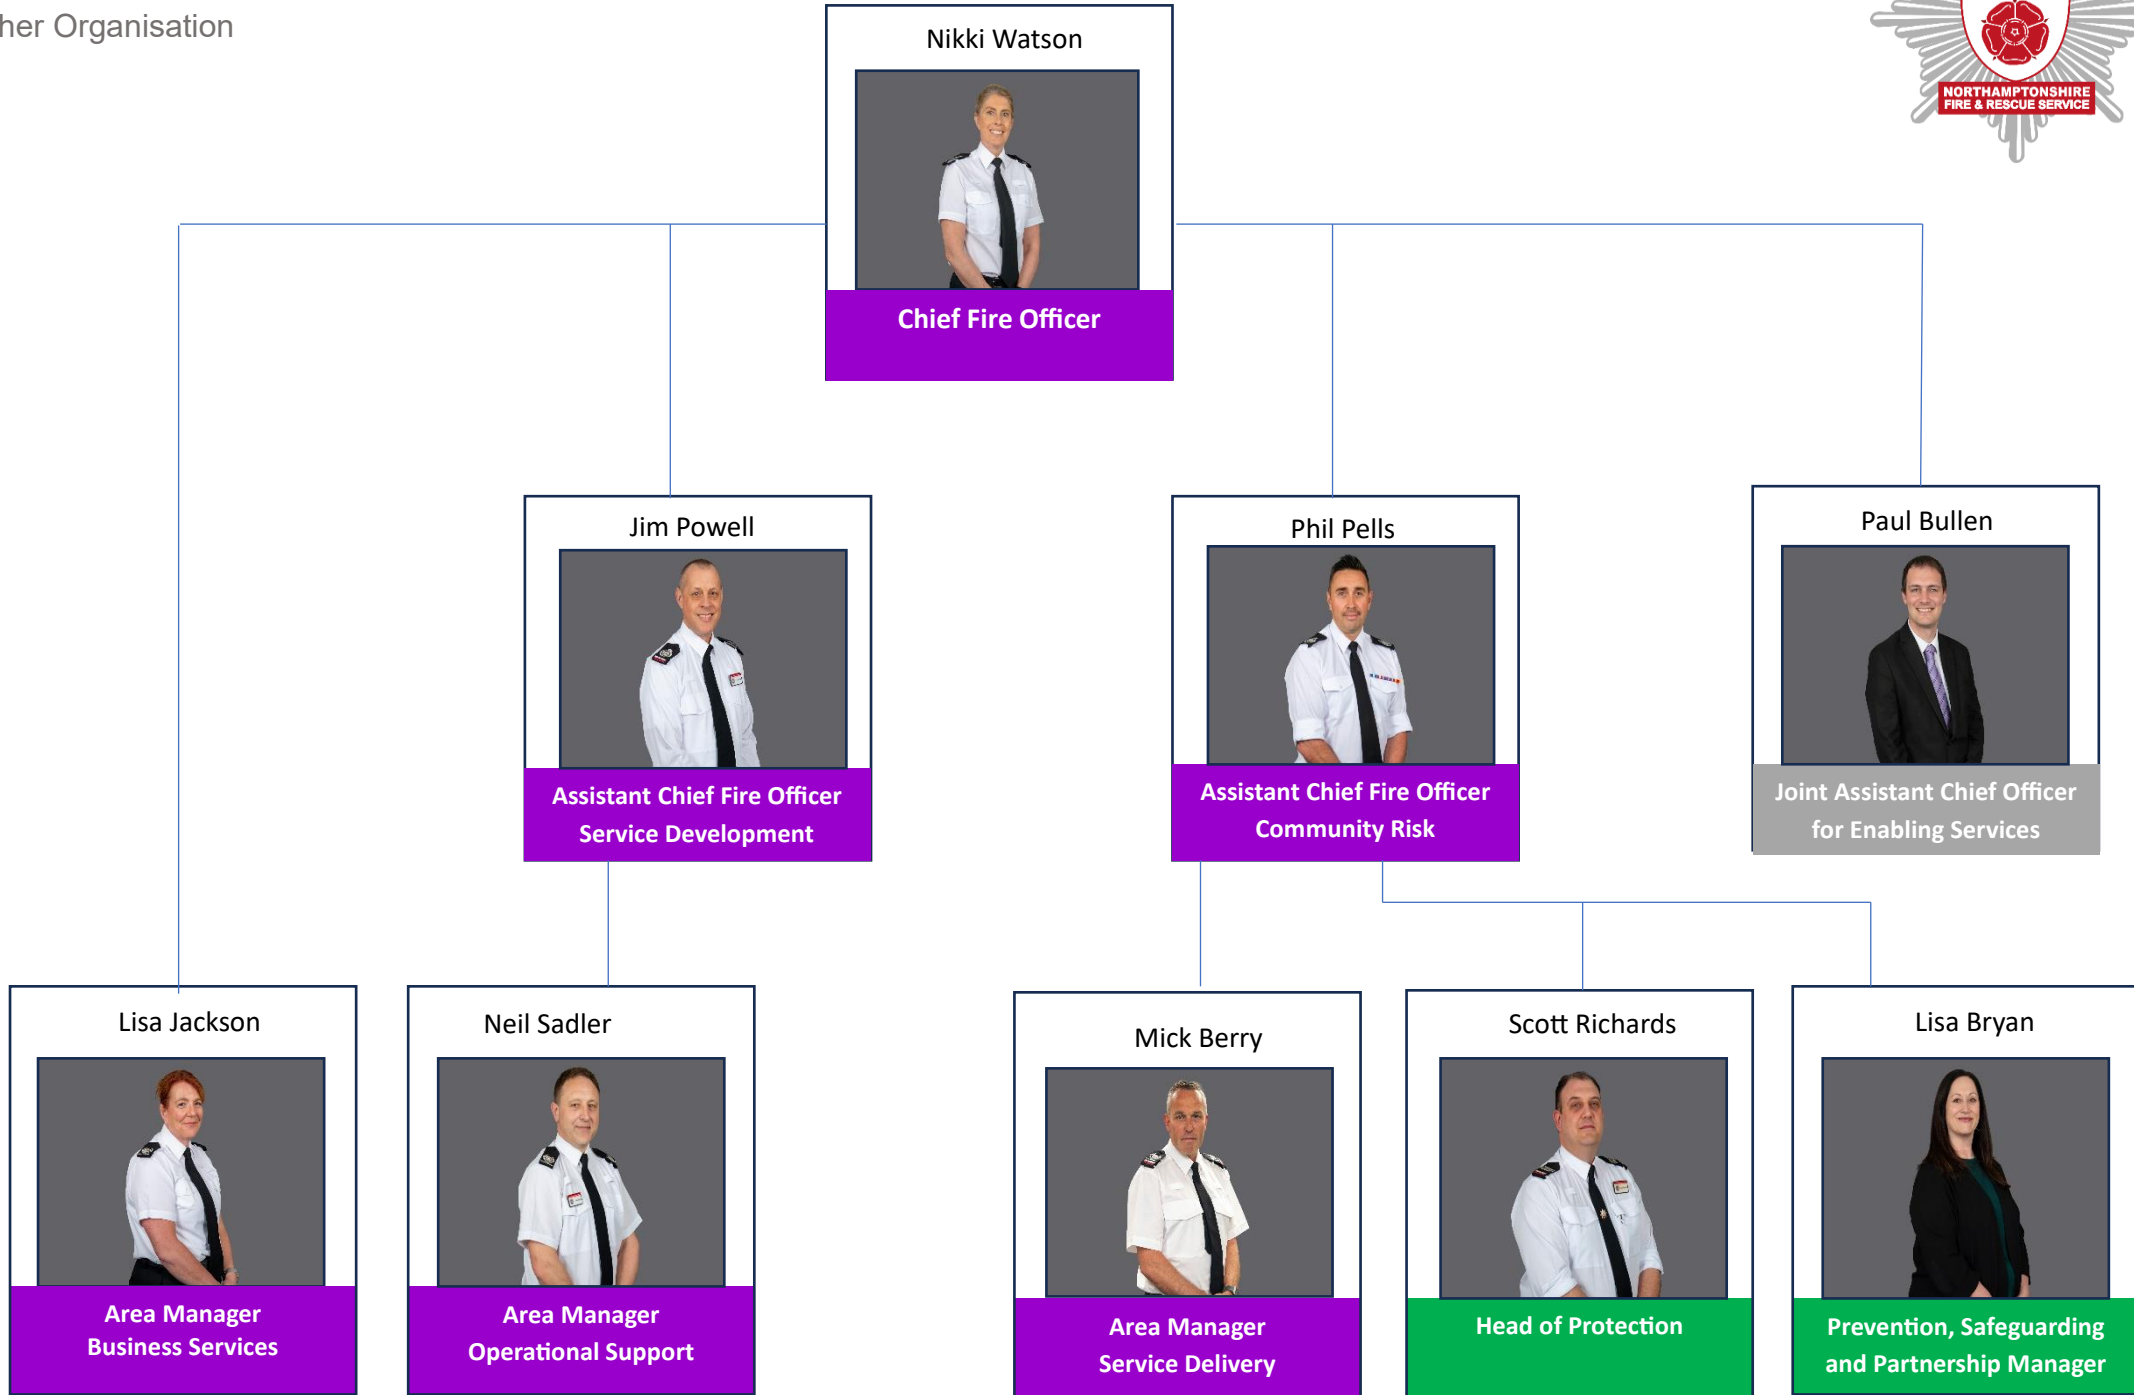 her Organisation
NORTHAMPTONSHIRE
FIRE & RESCUE SERVICE
Nikki Watson
Chief Fire Officer
Jim Powell
Assistant Chief Fire Officer
Service Development
Phil Pells
Assistant Chief Fire Officer
Community Risk
Paul Bullen
Joint Assistant Chief Officer
for Enabling Services
Lisa Jackson
Area Manager
Business Services
Neil Sadler
Area Manager
Operational Support
Mick Berry
Area Manager
Service Delivery
Scott Richards
Head of Protection
Lisa Bryan
Prevention, Safeguarding
and Partnership Manager